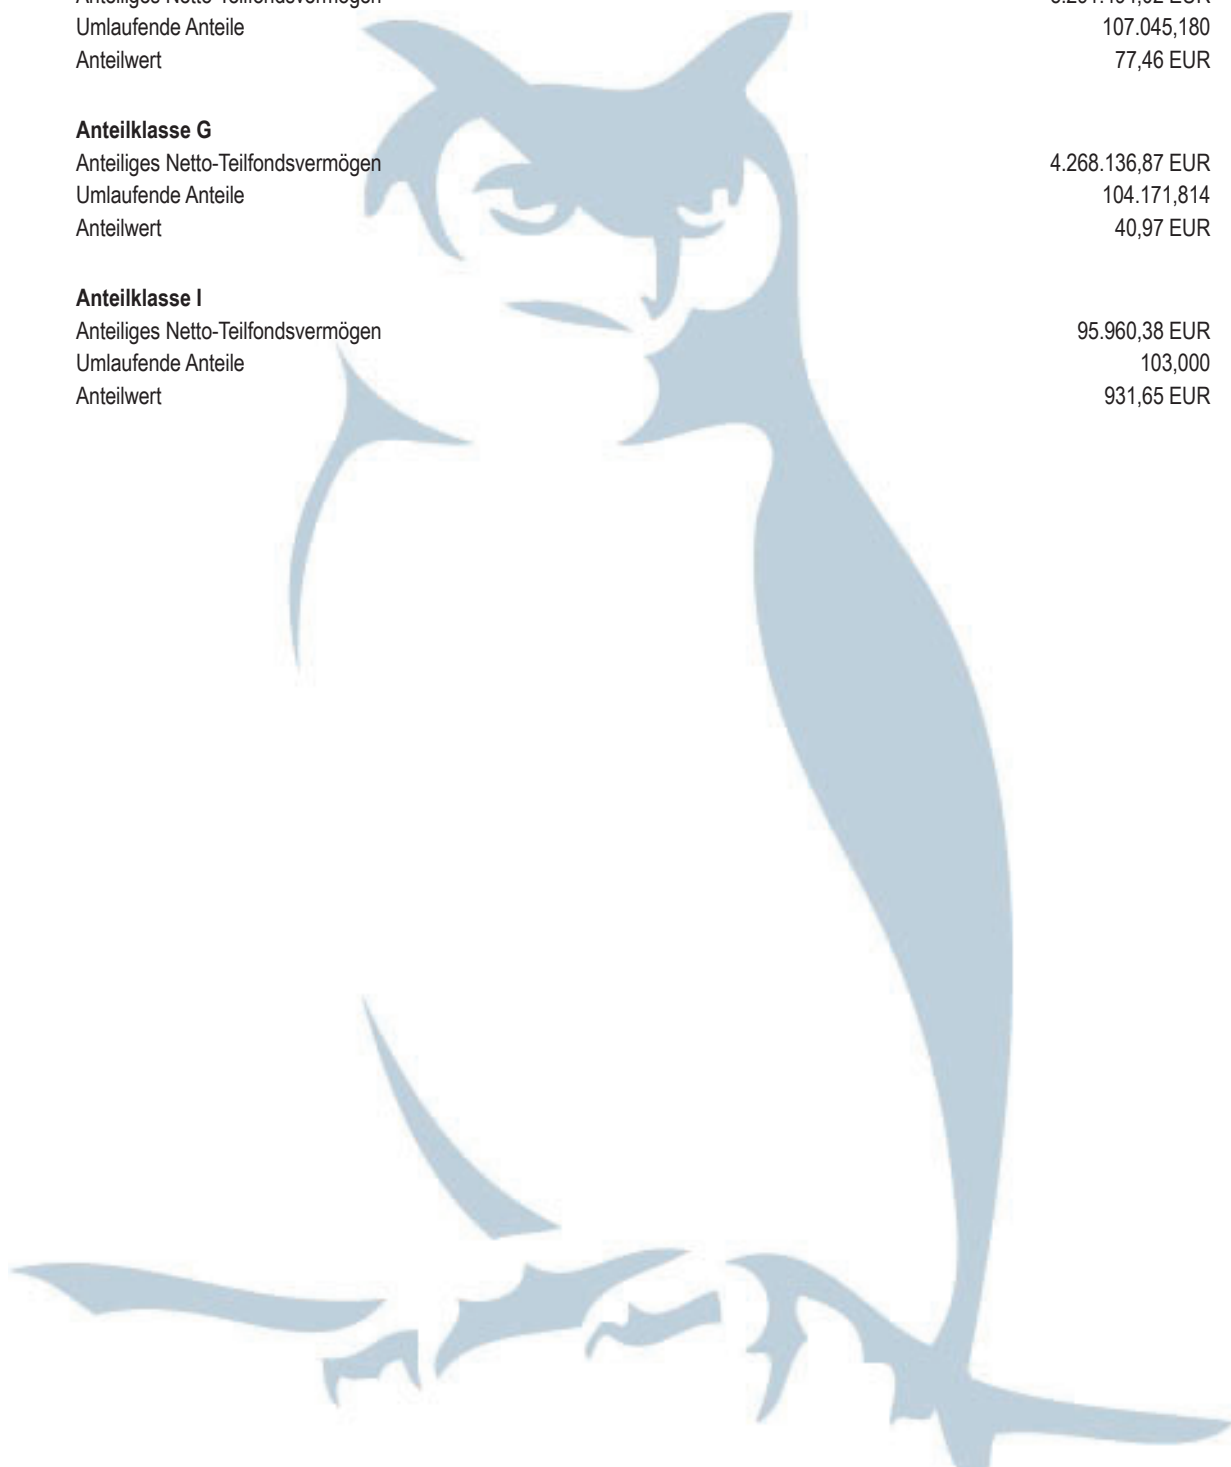 Umlaufende Anteile 107.045,180
Anteilwert 77,46 EUR
Anteilklasse G
Anteiliges Netto-Teilfondsvermögen 4.268.136,87 EUR
Umlaufende Anteile 104.171,814
Anteilwert 40,97 EUR
Anteilklasse I
Anteiliges Netto-Teilfondsvermögen 95.960,38 EUR
Umlaufende Anteile 103,000
Anteilwert 931,65 EUR